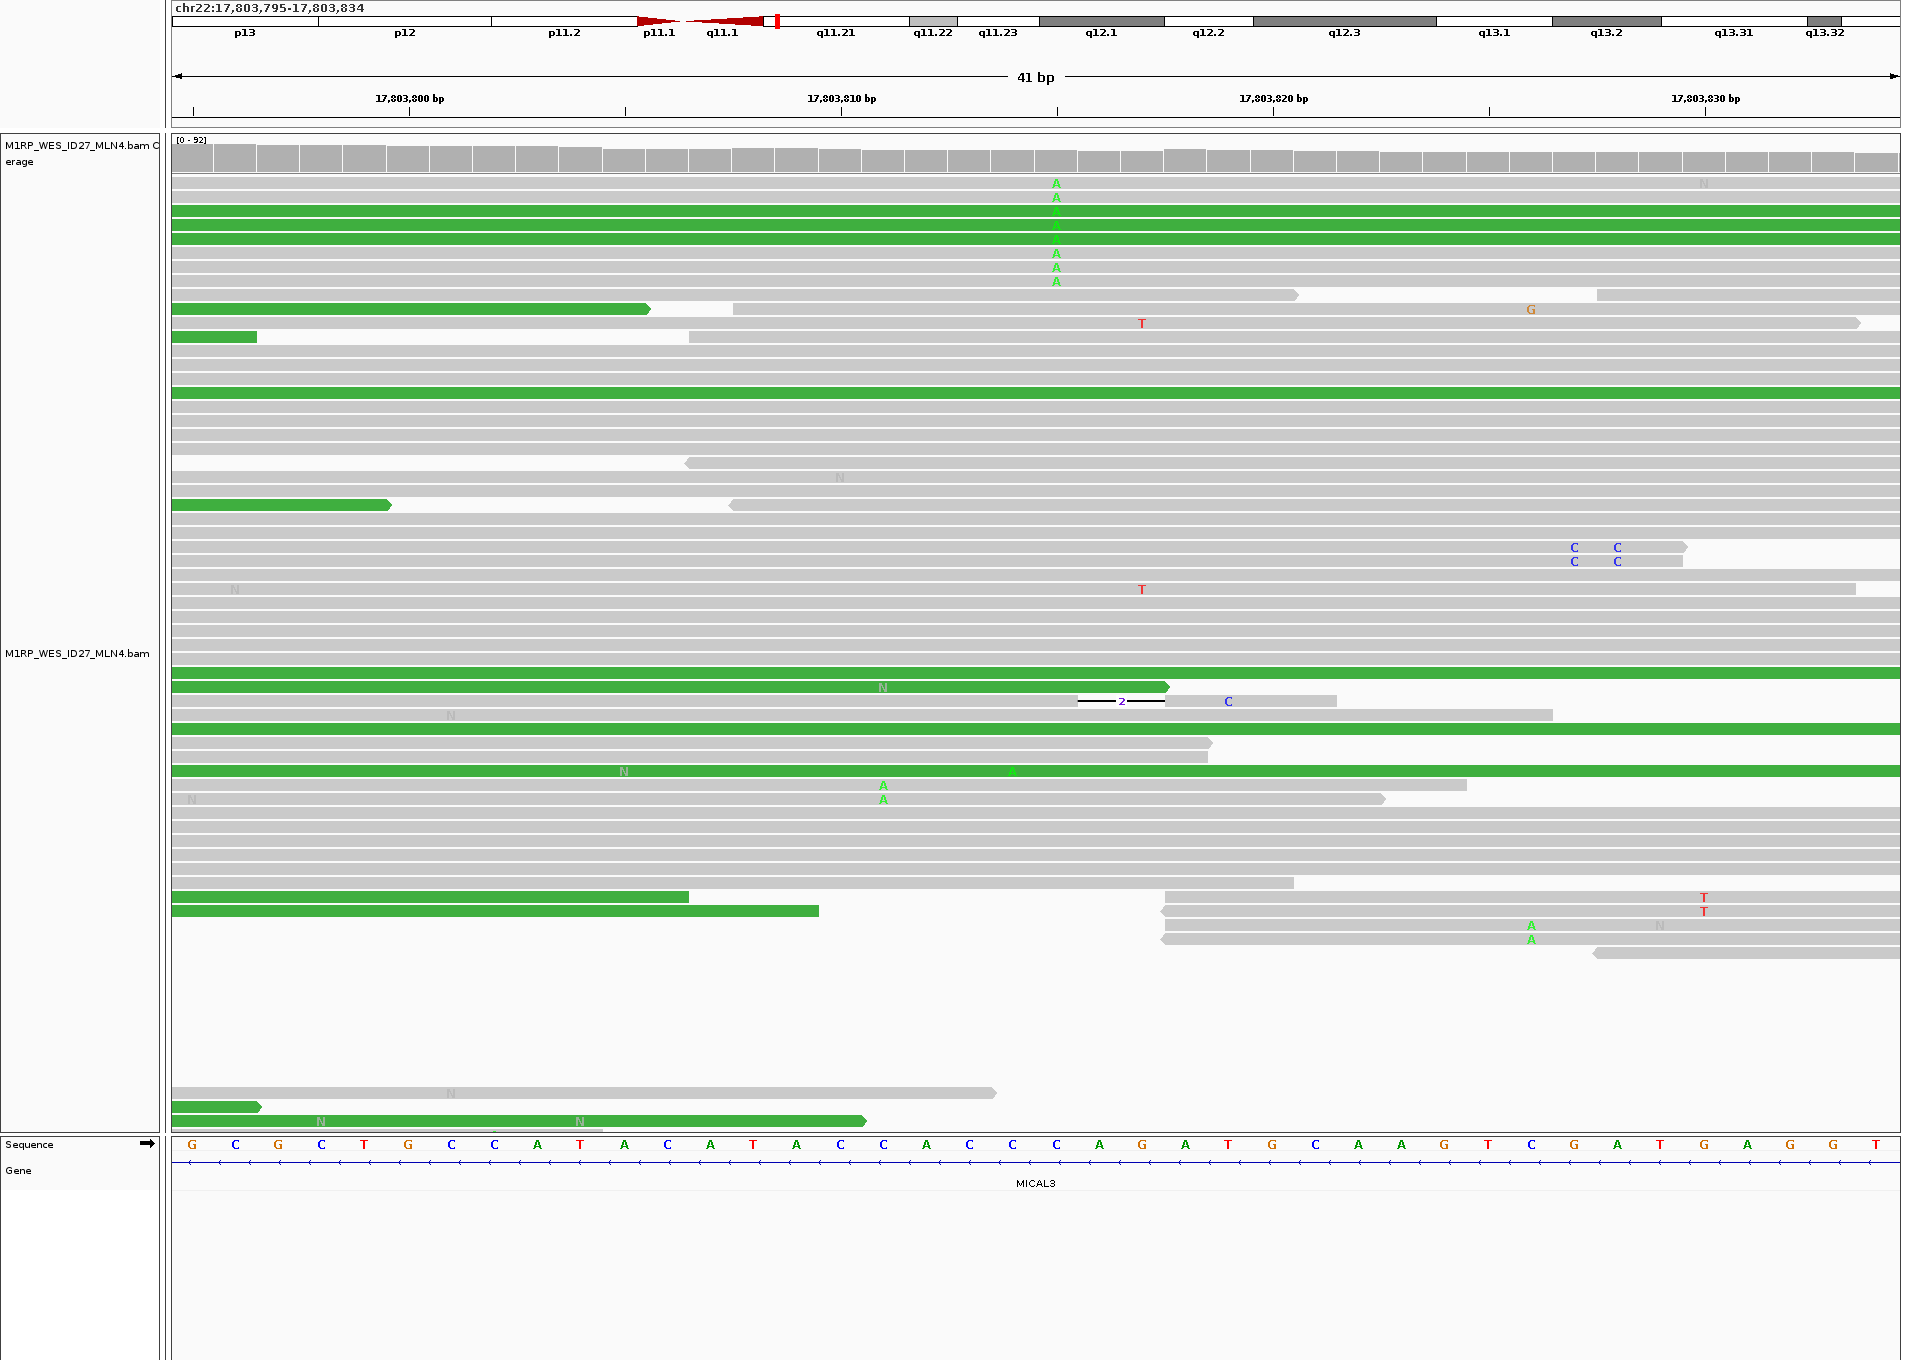 chr22:17,803,795-17,803,834
p13 p12 p11.2 p11.1 q11.1 q11.21 q11.22 q11.23 q12.1 q12.2 q12.3 q13.1 q13.2 q13.31 q13.32
41 bp
17,803,800 bp 17,803,810 bp 17,803,820 bp 17,803,830 bp
M1RP_WES_ID27_MLN4.bam C
erage
[0 - 92]
A N
A
A
A
A
A
A
A
G
T
N
C C
C C
N T
M1RP_WES_ID27_MLN4.bam
N
2 C
N
N A
A
N A
T
T
A N
A
N
N N
Sequence G C G C T G C C A T A C A T A C C A C C C A G A T G C A A G T C G A T G A G G T
Gene
MICAL3